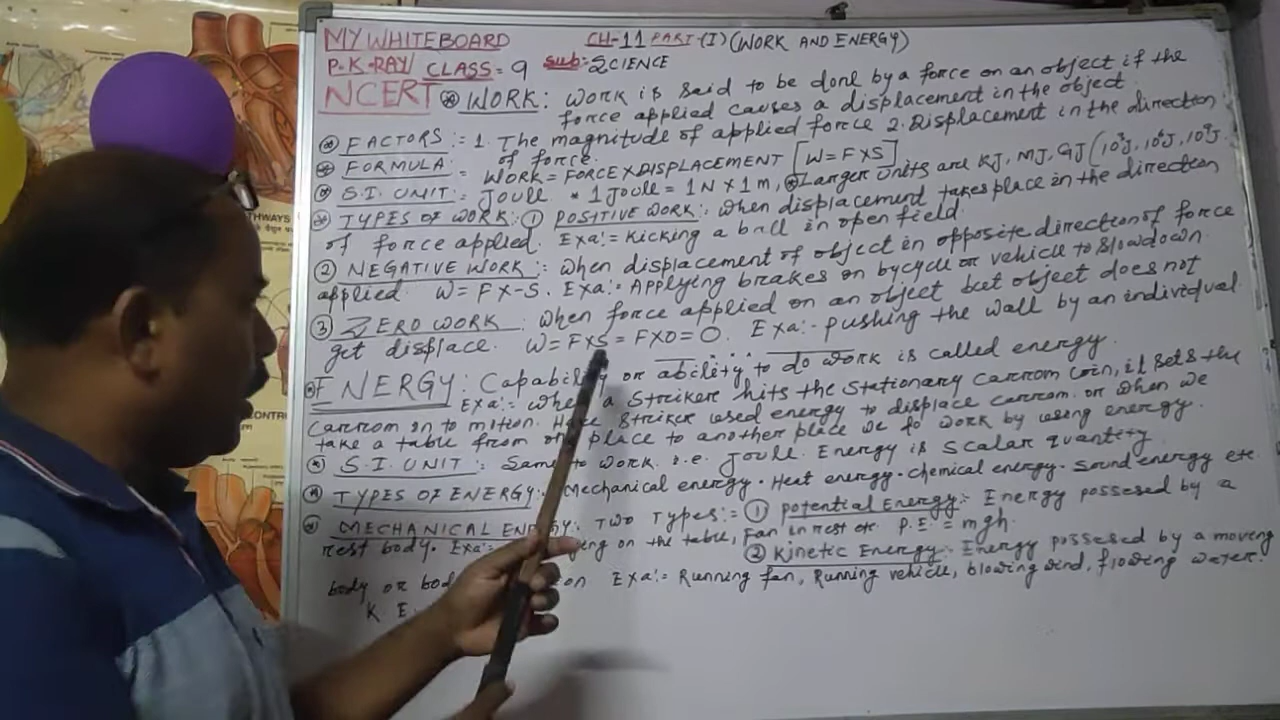 MY WHITEBOARD CH-11 PART-(I) (WORK AND ENERGY)
P.K.RAY CLASS=9 Sub:- SCIENCE
NCERT WORK: Work is said to be done by a force on an object if the
force applied causes a displacement in the object
FACTORS:= 1. The magnitude of applied force 2. Displacement in the direction
of force.
FORMULA:= WORK=FORCE×DISPLACEMENT [W=F×S]
S.I. UNIT:= Joule * 1 Joule = 1N×1m, Larger units are KJ, MJ, GJ (10³J, 10⁶J, 10⁹J
TYPES OF WORK: ① POSITIVE WORK:. When displacement takes place in the direction
of force applied. Exa:= Kicking a ball in open field.
② NEGATIVE WORK:- When displacement of object in opposite direction of force
applied. W=F×-S. Exa:- Applying brakes on bycycle or vehicle to slowdown.
③ ZERO WORK: When force applied on an object but object does not
get displace. W=F×S=F×0=0. Exa:- pushing the wall by an individual
ENERGY: Capability or ability to do work is called energy.
Exa:= When a Striker hits the Stationary Carrom Coin, it sets the
Carrom in to motion. Here Striker used energy to displace carrom. or When we
take a table from one place to another place we do work by using energy.
S.I. UNIT: Same to work. i.e. Joule. Energy is Scalar quantity
TYPES OF ENERGY:. Mechanical energy. Heat energy. Chemical energy. Sound energy etc.
MECHANICAL ENERGY: TWO Types:= ① Potential Energy:- Energy possesed by a
rest body. Exa:= on the table, Fan in rest etc. P.E. = mgh.
② Kinetic Energy:- Energy possesed by a moving
body or body on Exa:= Running fan, Running vehicle, blowing wind, flowing water.
K E
HWAYS
CONTR